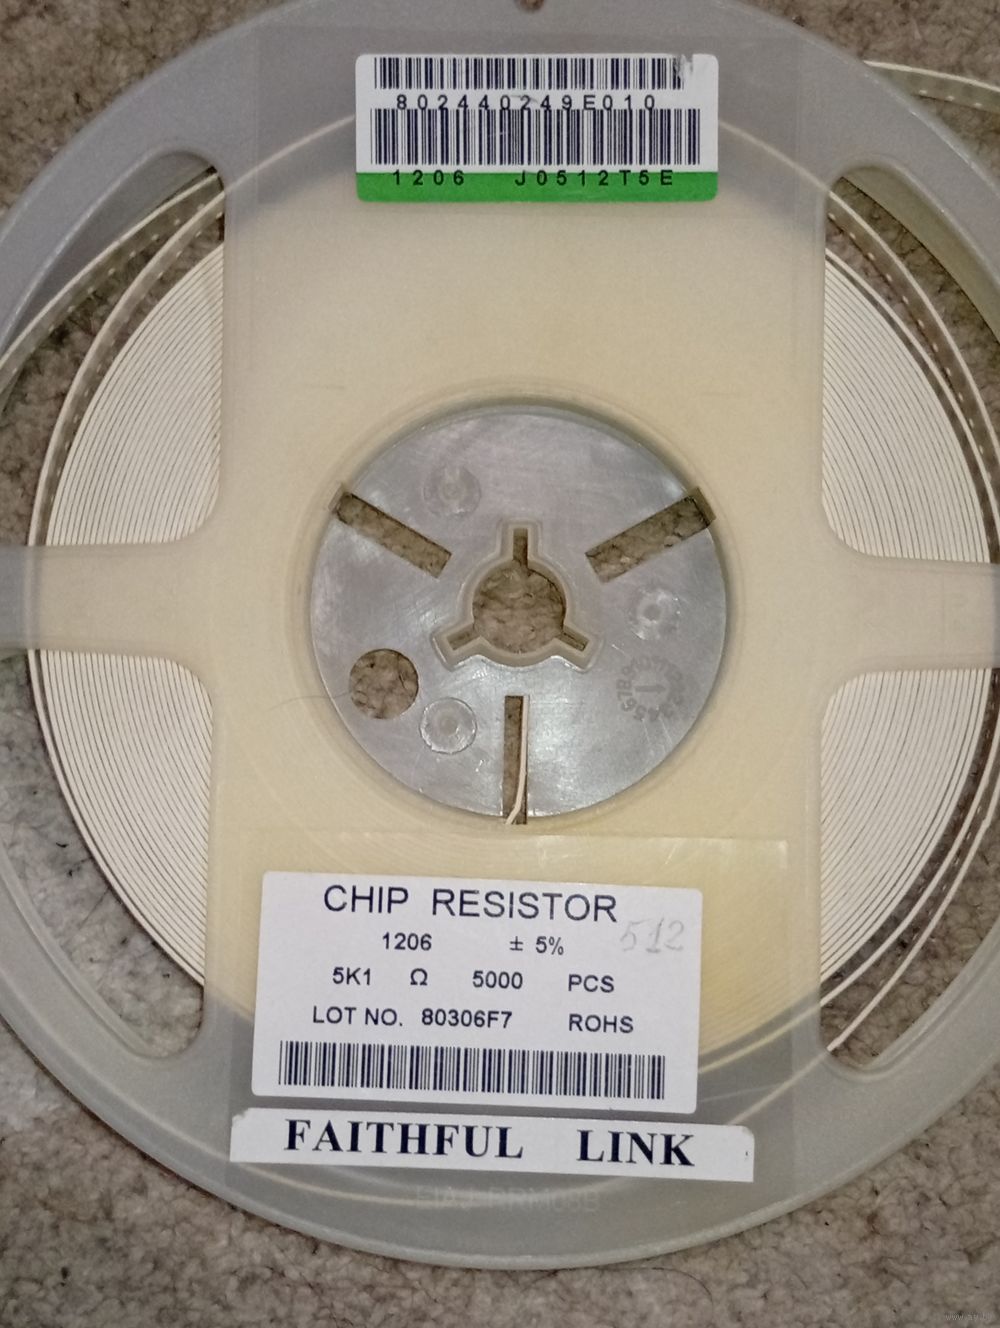 802440249E010
1206 J0512T5E
CHIP RESISTOR
1206 ± 5% 512
5K1 Ω 5000 PCS
LOT NO. 80306F7 ROHS
FAITHFUL LINK